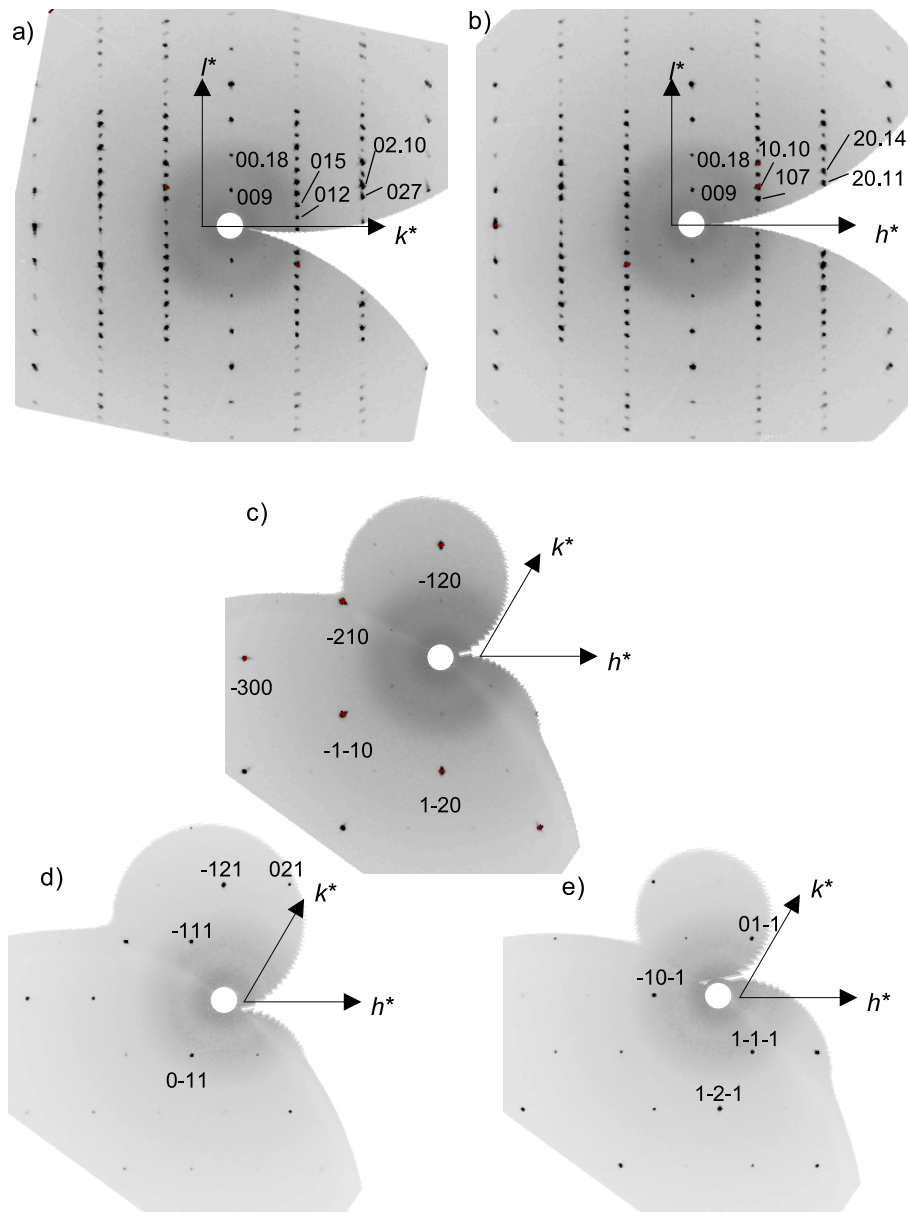 a)
l*
02.10
00.18
015
009
012
027
k*
b)
l*
20.14
00.18
10.10
107
20.11
009
h*
c)
k*
-120
-210
h*
-300
-1-10
1-20
d)
-121
021
k*
-111
h*
0-11
e)
k*
01-1
-10-1
h*
1-1-1
1-2-1